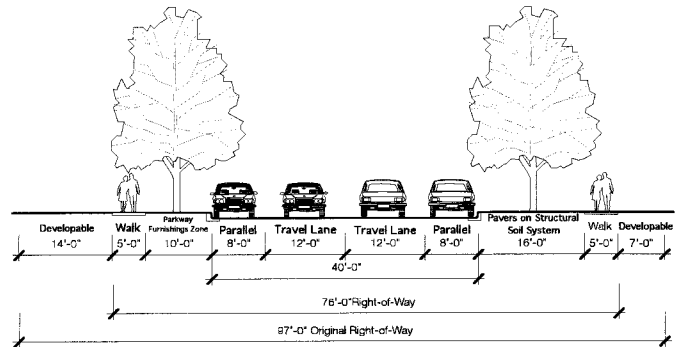 Developable
14'-0"
Walk
5'-0"
Parkway
Furnishings Zone
10'-0"
Parallel
8'-0"
Travel Lane
12'-0"
Travel Lane
12'-0"
Parallel
8'-0"
Pavers on Structural
Soil System
16'-0"
Walk
5'-0"
Developable
7'-0"
40'-0"
76'-0"Right-of-Way
97'-0" Original Right-of-Way